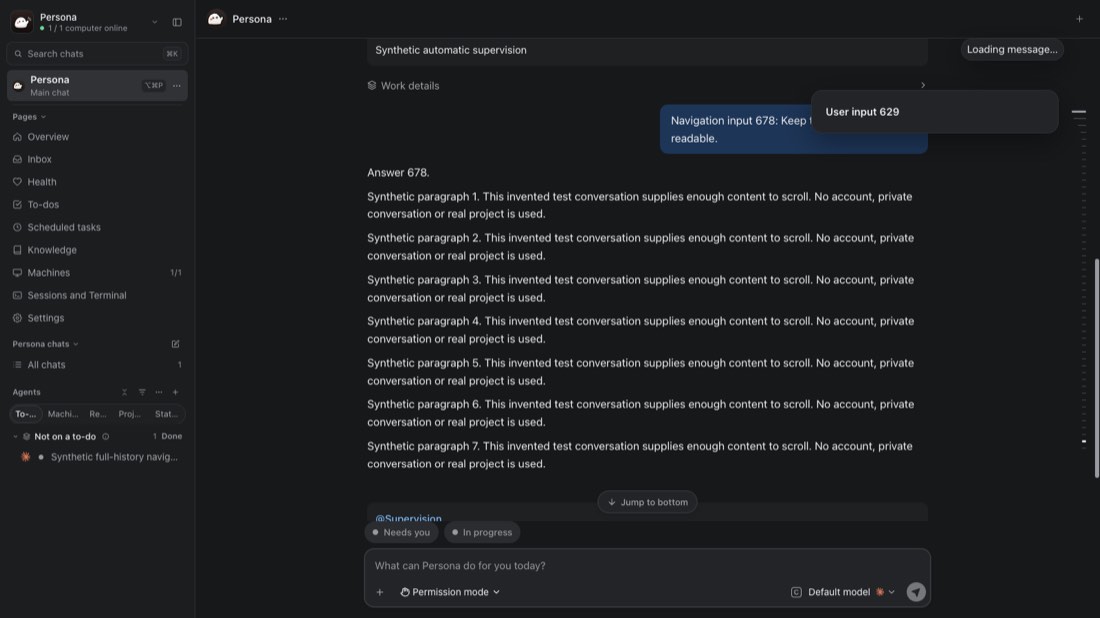 Persona
1 / 1 computer online
Search chats
⌘K
Persona
Main chat
⌥⌘P
Pages
Overview
Inbox
Health
To-dos
Scheduled tasks
Knowledge
Machines
1/1
Sessions and Terminal
Settings
Persona chats
All chats
1
Agents
To-...
Machi...
Re...
Proj...
Stat...
Not on a to-do
1 Done
Synthetic full-history navig...
Persona
Synthetic automatic supervision
Loading message...
Work details
User input 629
Navigation input 678: Keep
readable.
Answer 678.
Synthetic paragraph 1. This invented test conversation supplies enough content to scroll. No account, private
conversation or real project is used.
Synthetic paragraph 2. This invented test conversation supplies enough content to scroll. No account, private
conversation or real project is used.
Synthetic paragraph 3. This invented test conversation supplies enough content to scroll. No account, private
conversation or real project is used.
Synthetic paragraph 4. This invented test conversation supplies enough content to scroll. No account, private
conversation or real project is used.
Synthetic paragraph 5. This invented test conversation supplies enough content to scroll. No account, private
conversation or real project is used.
Synthetic paragraph 6. This invented test conversation supplies enough content to scroll. No account, private
conversation or real project is used.
Synthetic paragraph 7. This invented test conversation supplies enough content to scroll. No account, private
conversation or real project is used.
Jump to bottom
@Supervision
Needs you
In progress
What can Persona do for you today?
Permission mode
C
Default model